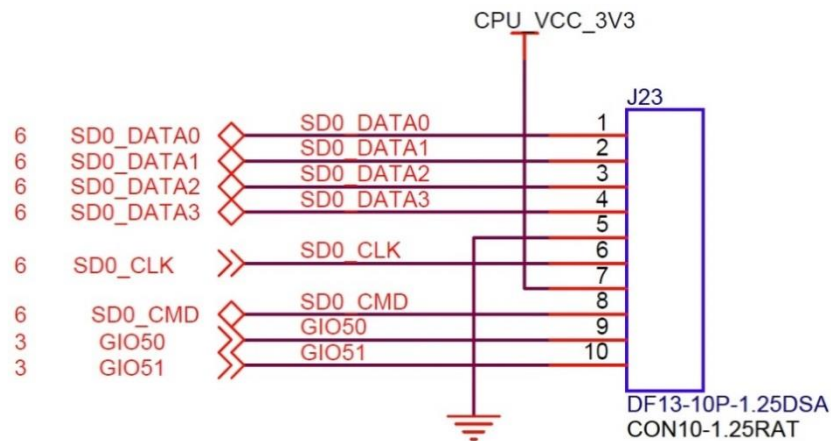 CPU_VCC_3V3
J23
6 SD0_DATA0 SD0_DATA0 1
6 SD0_DATA1 SD0_DATA1 2
6 SD0_DATA2 SD0_DATA2 3
6 SD0_DATA3 SD0_DATA3 4
5
6 SD0_CLK SD0_CLK 6
7
6 SD0_CMD SD0_CMD 8
3 GIO50 GIO50 9
3 GIO51 GIO51 10
DF13-10P-1.25DSA
CON10-1.25RAT